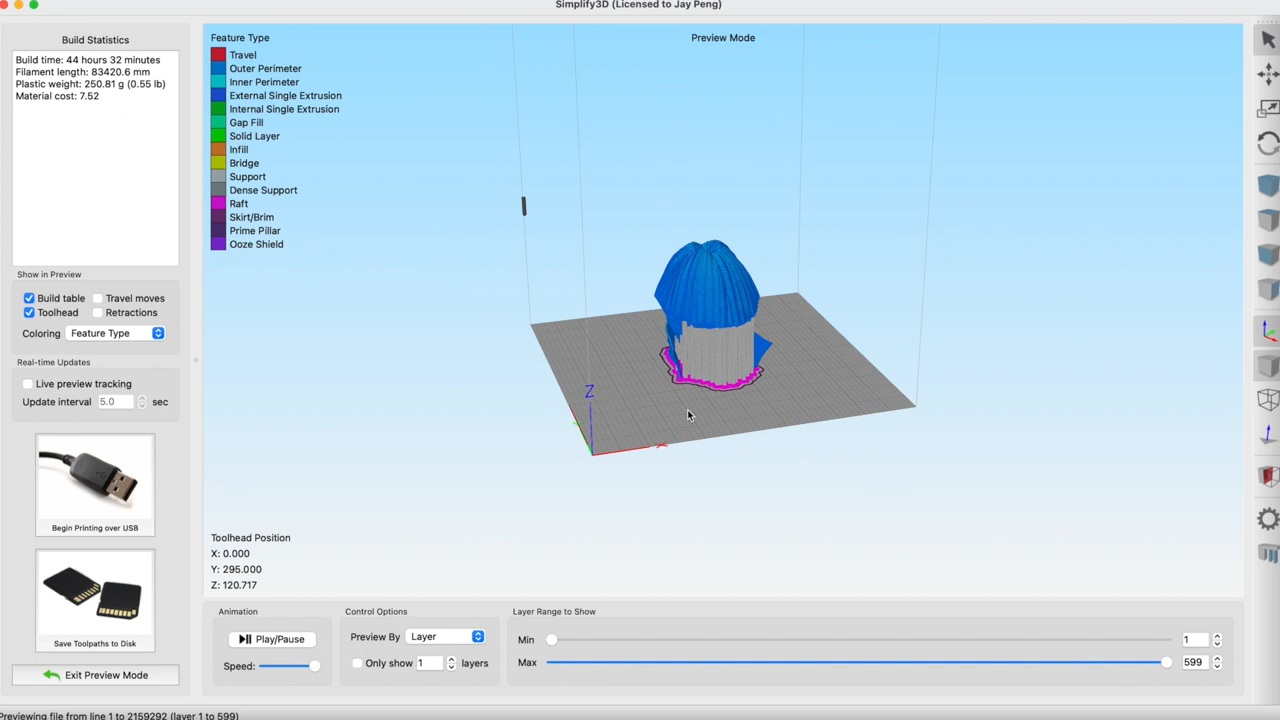 Simplify3D (Licensed to Jay Peng)
Build Statistics
Build time: 44 hours 32 minutes
Filament length: 83420.6 mm
Plastic weight: 250.81 g (0.55 lb)
Material cost: 7.52
Show in Preview
Build table
Travel moves
Toolhead
Retractions
Coloring
Feature Type
Real-time Updates
Live preview tracking
Update interval 5.0 sec
Begin Printing over USB
Save Toolpaths to Disk
Exit Preview Mode
Feature Type
Travel
Outer Perimeter
Inner Perimeter
External Single Extrusion
Internal Single Extrusion
Gap Fill
Solid Layer
Infill
Bridge
Support
Dense Support
Raft
Skirt/Brim
Prime Pillar
Ooze Shield
Preview Mode
Z
Toolhead Position
X: 0.000
Y: 295.000
Z: 120.717
Animation
Play/Pause
Speed:
Control Options
Preview By Layer
Only show 1 layers
Layer Range to Show
Min 1
Max 599
Previewing file from line 1 to 2159292 (layer 1 to 599)